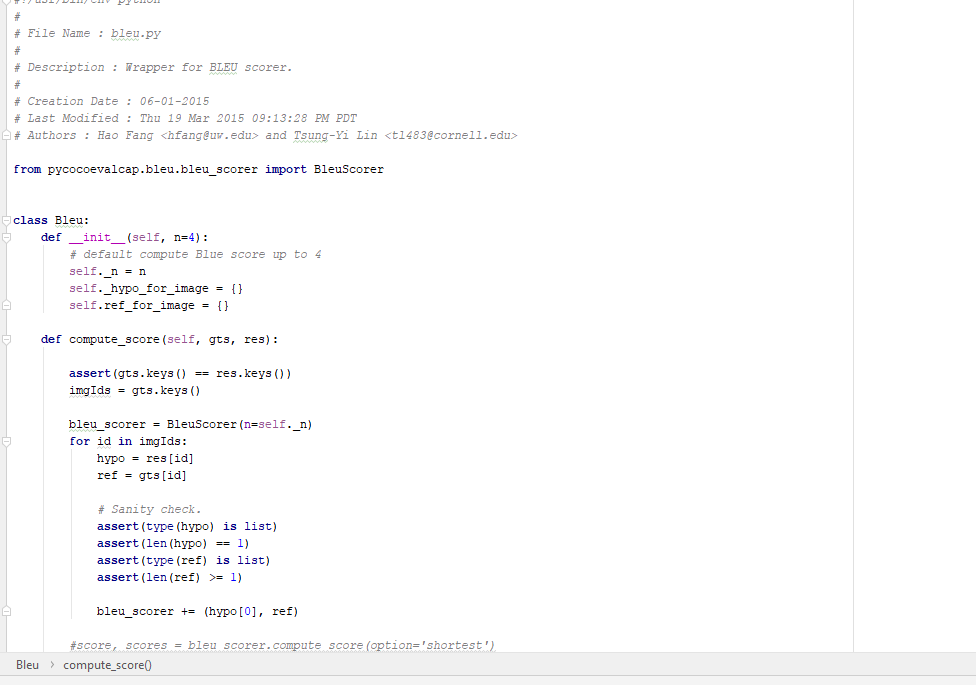 #!/usr/bin/env python
#
# File Name : bleu.py
#
# Description : Wrapper for BLEU scorer.
#
# Creation Date : 06-01-2015
# Last Modified : Thu 19 Mar 2015 09:13:28 PM PDT
# Authors : Hao Fang <hfang@uw.edu> and Tsung-Yi Lin <tl483@cornell.edu>
from pycocoevalcap.bleu.bleu_scorer import BleuScorer
class Bleu:
def __init__(self, n=4):
# default compute Blue score up to 4
self._n = n
self._hypo_for_image = {}
self.ref_for_image = {}
def compute_score(self, gts, res):
assert(gts.keys() == res.keys())
imgIds = gts.keys()
bleu_scorer = BleuScorer(n=self._n)
for id in imgIds:
hypo = res[id]
ref = gts[id]
# Sanity check.
assert(type(hypo) is list)
assert(len(hypo) == 1)
assert(type(ref) is list)
assert(len(ref) >= 1)
bleu_scorer += (hypo[0], ref)
#score, scores = bleu_scorer.compute_score(option='shortest')
Bleu > compute_score()